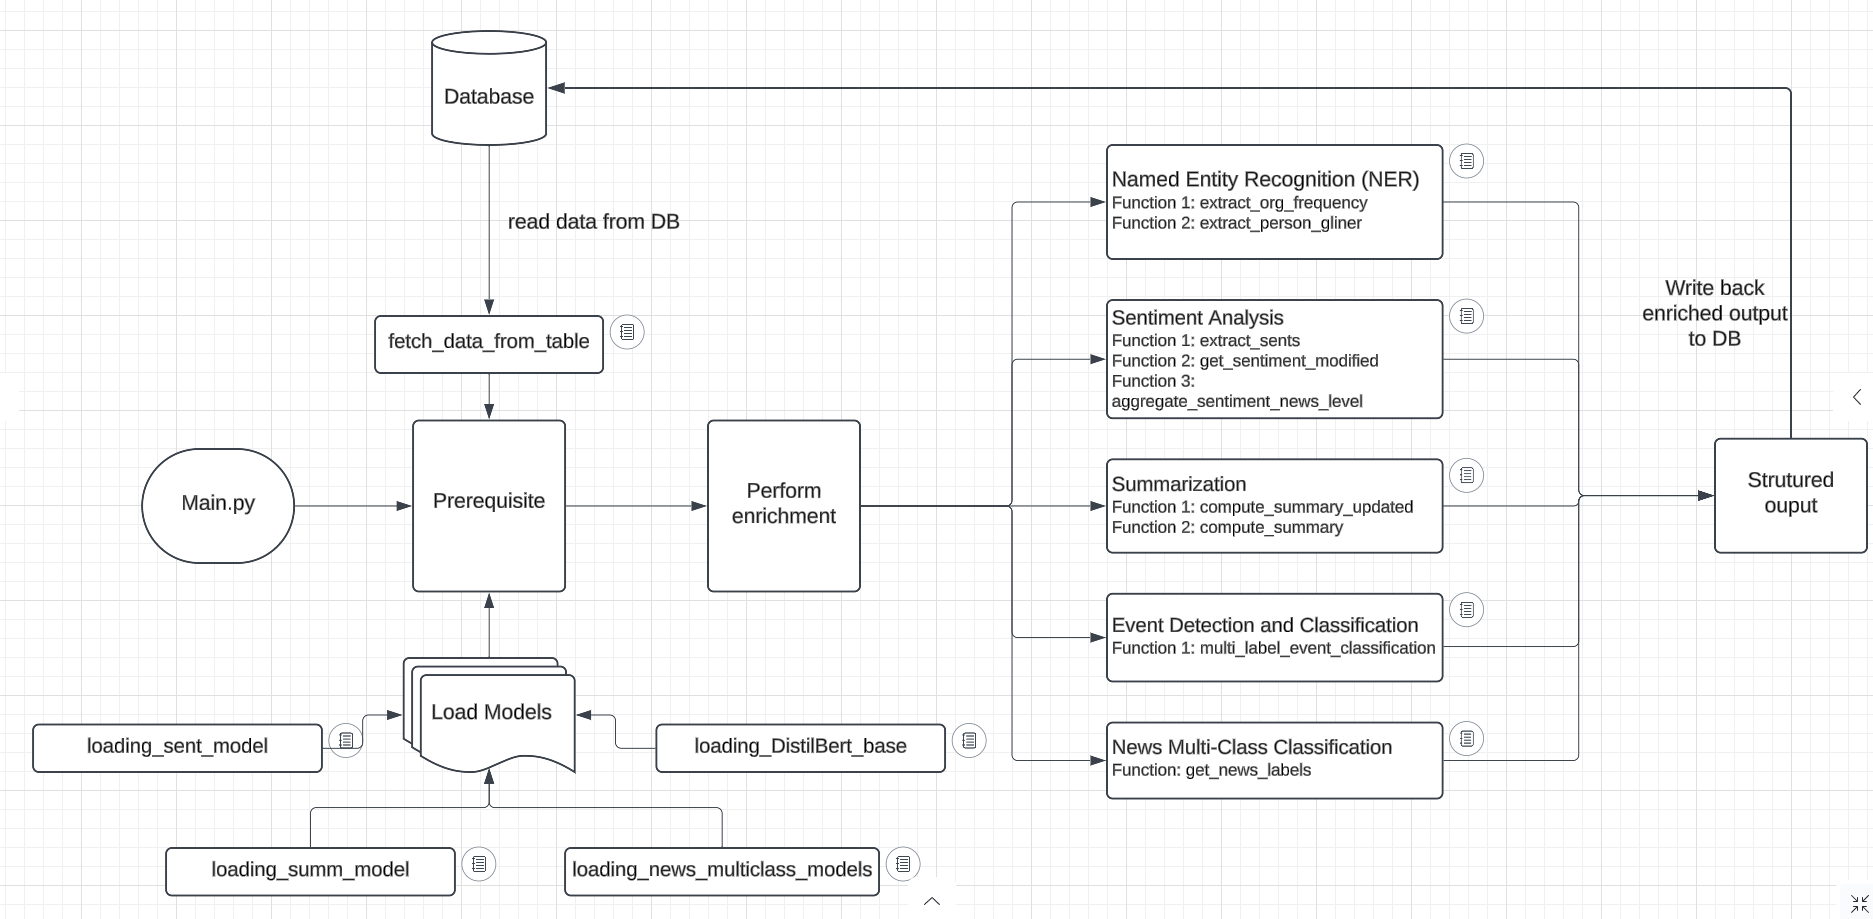 Database
read data from DB
fetch_data_from_table
Main.py
Prerequisite
Perform
enrichment
Load Models
loading_sent_model
loading_DistilBert_base
loading_summ_model
loading_news_multiclass_models
Named Entity Recognition (NER)
Function 1: extract_org_frequency
Function 2: extract_person_gliner
Sentiment Analysis
Function 1: extract_sents
Function 2: get_sentiment_modified
Function 3:
aggregate_sentiment_news_level
Summarization
Function 1: compute_summary_updated
Function 2: compute_summary
Event Detection and Classification
Function 1: multi_label_event_classification
News Multi-Class Classification
Function: get_news_labels
Write back
enriched output
to DB
Strutured
ouput